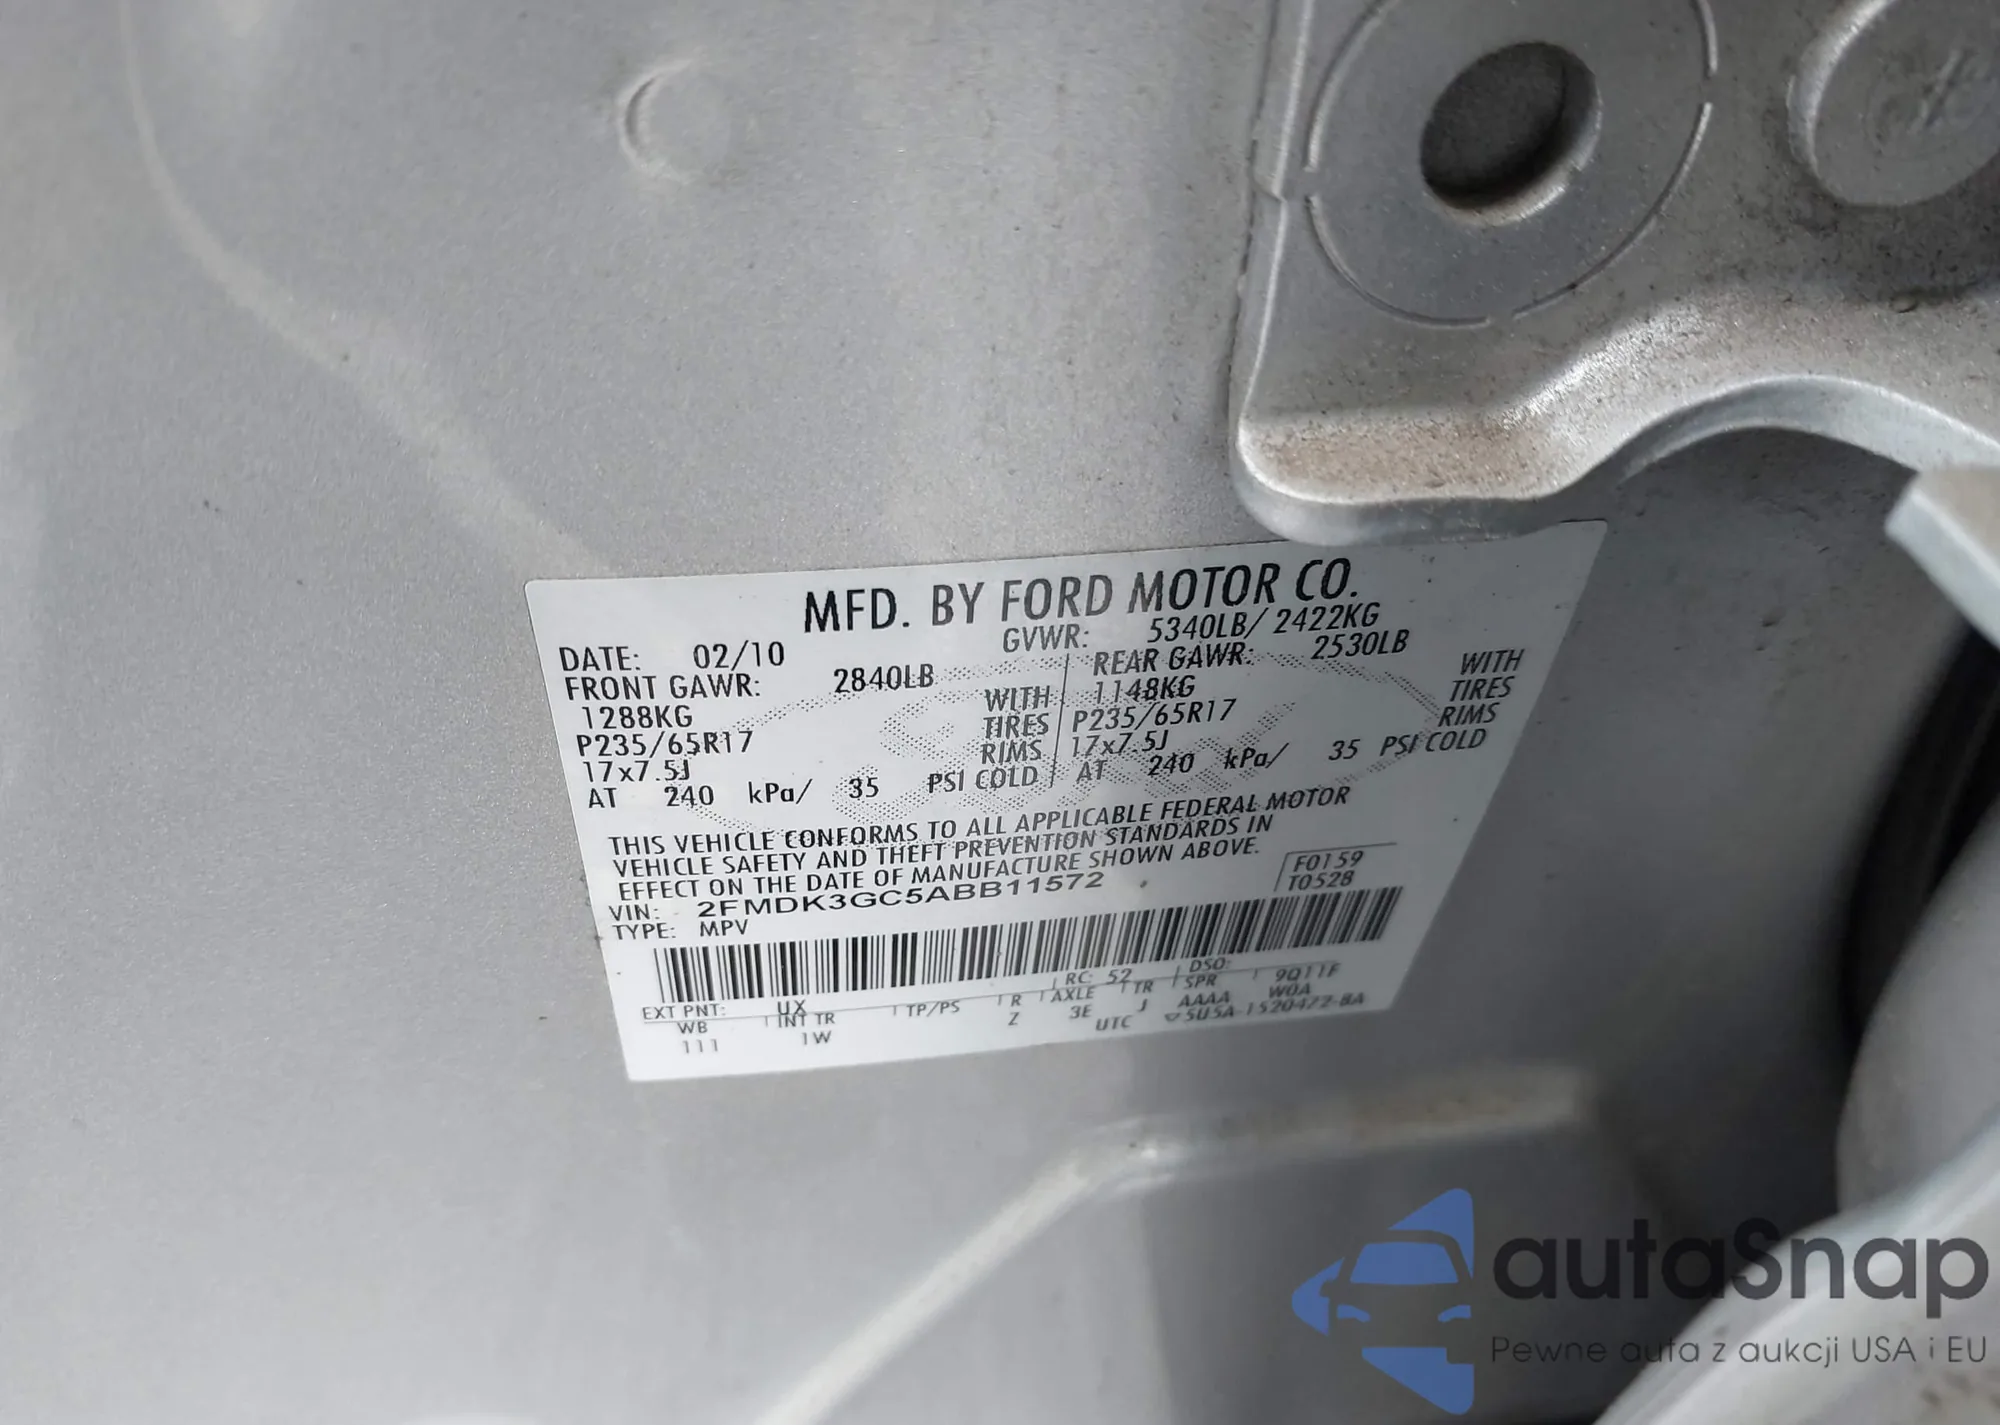 MFD. BY FORD MOTOR CO.
DATE: 02/10 GVWR: 5340LB/ 2422KG
FRONT GAWR: 2840LB REAR GAWR: 2530LB
1288KG WITH 1148KG WITH
P235/65R17 TIRES P235/65R17 TIRES
17x7.5J RIMS 17x7.5J RIMS
AT 240 kPa/ 35 PSI COLD AT 240 kPa/ 35 PSI COLD
THIS VEHICLE CONFORMS TO ALL APPLICABLE FEDERAL MOTOR
VEHICLE SAFETY AND THEFT PREVENTION STANDARDS IN
EFFECT ON THE DATE OF MANUFACTURE SHOWN ABOVE.
VIN: 2FMDK3GC5ABB11572 F0159
TYPE: MPV T0528
EXT PNT: UX RC: 52 DSO: 9Q11F
WB INT TR TP/PS R AXLE TR SPR W0A
111 1W Z 3E J AAAA
UTC ▽5U5A-1520472-BA
autaSnap
Pewne auta z aukcji USA i EU